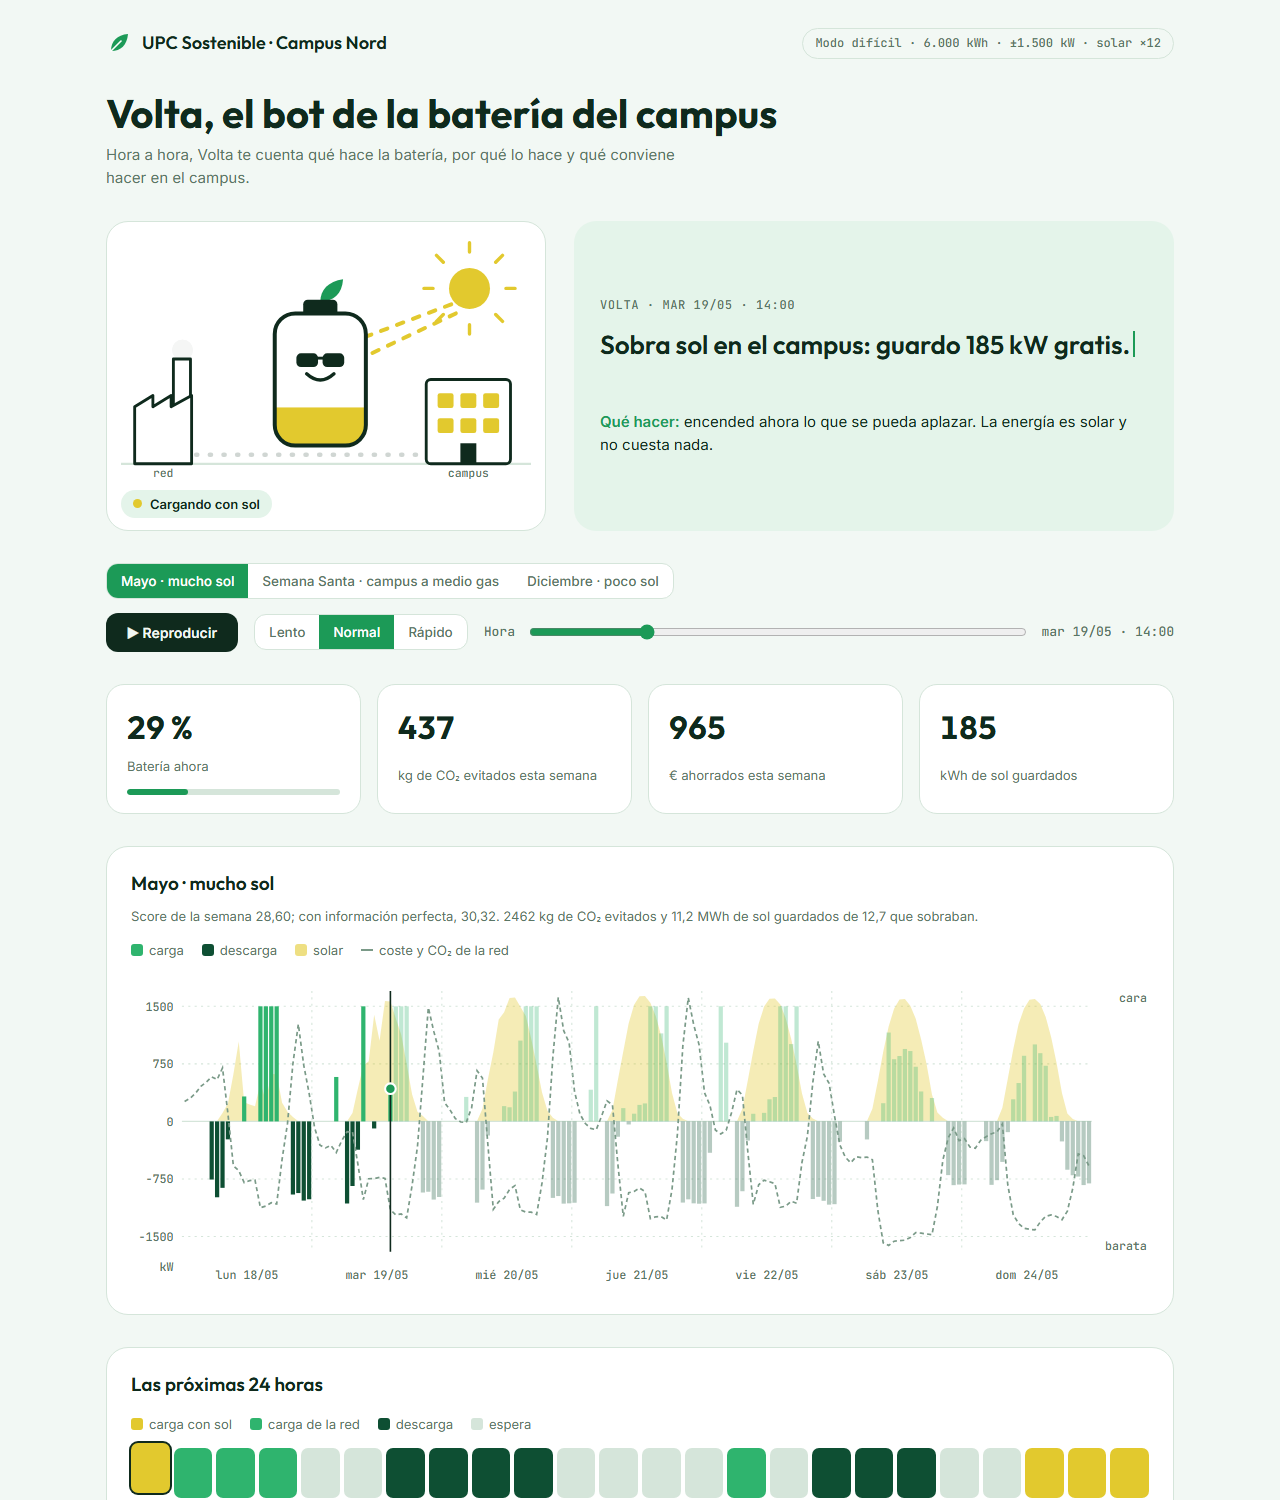 UPC Sostenible · Campus Nord
Modo difícil · 6.000 kWh · ±1.500 kW · solar ×12
Volta, el bot de la batería del campus
Hora a hora, Volta te cuenta qué hace la batería, por qué lo hace y qué conviene
hacer en el campus.
red
campus
Cargando con sol
VOLTA · MAR 19/05 · 14:00
Sobra sol en el campus: guardo 185 kW gratis.
Qué hacer: encended ahora lo que se pueda aplazar. La energía es solar y
no cuesta nada.
Mayo · mucho sol
Semana Santa · campus a medio gas
Diciembre · poco sol
▶ Reproducir
Lento
Normal
Rápido
Hora
mar 19/05 · 14:00
29 %
Batería ahora
437
kg de CO₂ evitados esta semana
965
€ ahorrados esta semana
185
kWh de sol guardados
Mayo · mucho sol
Score de la semana 28,60; con información perfecta, 30,32. 2462 kg de CO₂ evitados y 11,2 MWh de sol guardados de 12,7 que sobraban.
carga
descarga
solar
coste y CO₂ de la red
1500
750
0
-750
-1500
kW
cara
barata
lun 18/05
mar 19/05
mié 20/05
jue 21/05
vie 22/05
sáb 23/05
dom 24/05
Las próximas 24 horas
carga con sol
carga de la red
descarga
espera